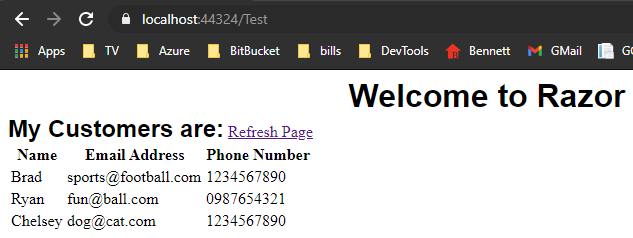 localhost:44324/Test
Apps TV Azure BitBucket bills DevTools Bennett GMail
Welcome to Razor
My Customers are: Refresh Page
Name Email Address Phone Number
Brad sports@football.com 1234567890
Ryan fun@ball.com 0987654321
Chelsey dog@cat.com 1234567890